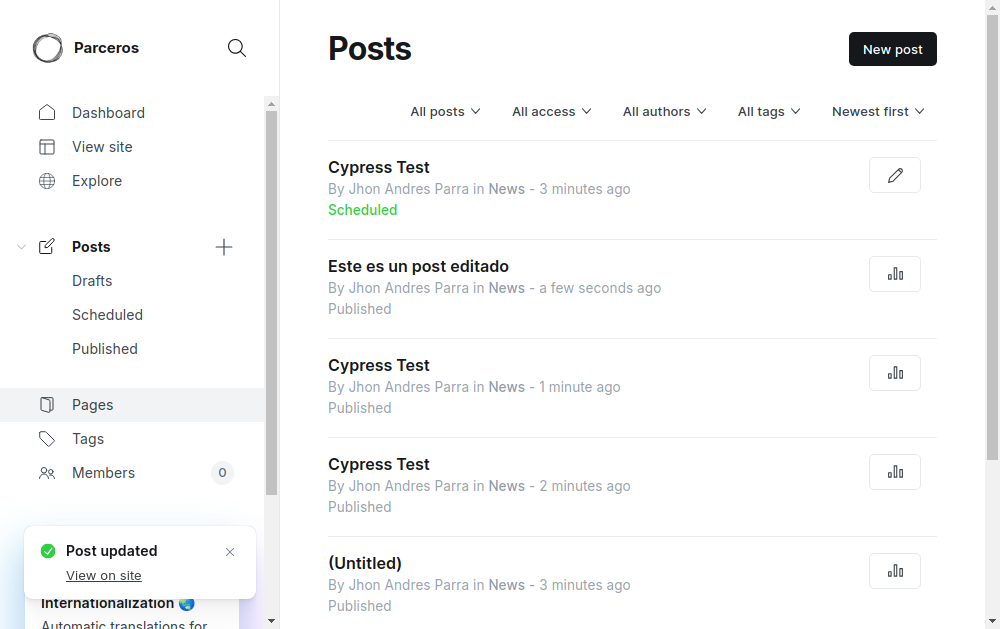 Parceros
Dashboard
View site
Explore
Posts
Drafts
Scheduled
Published
Pages
Tags
Members 0
Post updated
View on site
Internationalization 🌏
Automatic translations for
Posts
New post
All posts All access All authors All tags Newest first
Cypress Test
By Jhon Andres Parra in News - 3 minutes ago
Scheduled
Este es un post editado
By Jhon Andres Parra in News - a few seconds ago
Published
Cypress Test
By Jhon Andres Parra in News - 1 minute ago
Published
Cypress Test
By Jhon Andres Parra in News - 2 minutes ago
Published
(Untitled)
By Jhon Andres Parra in News - 3 minutes ago
Published